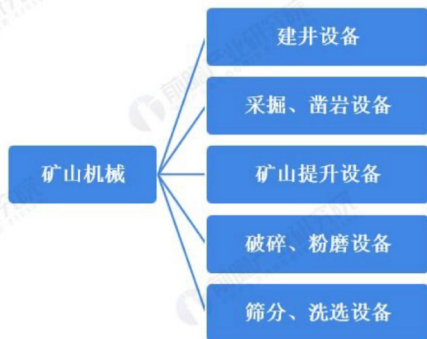 建井设备
采掘、凿岩设备
矿山机械
矿山提升设备
破碎、粉磨设备
筛分、洗选设备